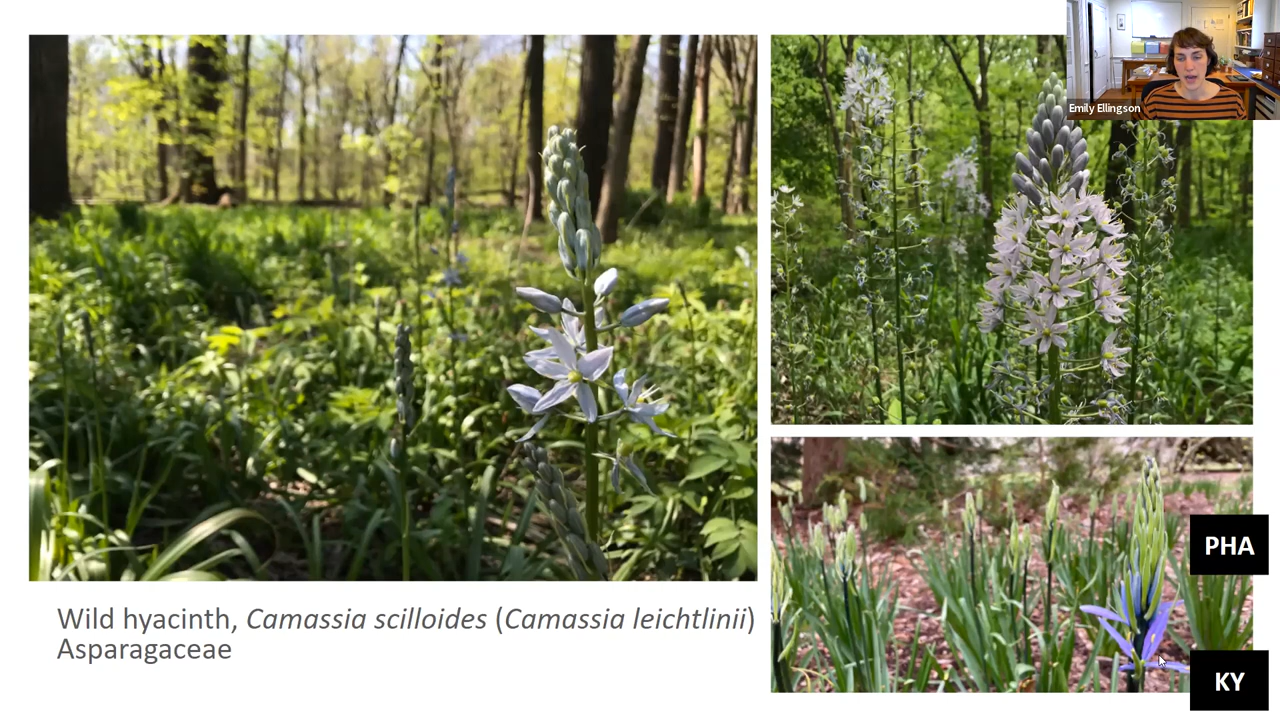 Emily Ellingson
PHA
Wild hyacinth, Camassia scilloides (Camassia leichtlinii)
Asparagaceae
KY